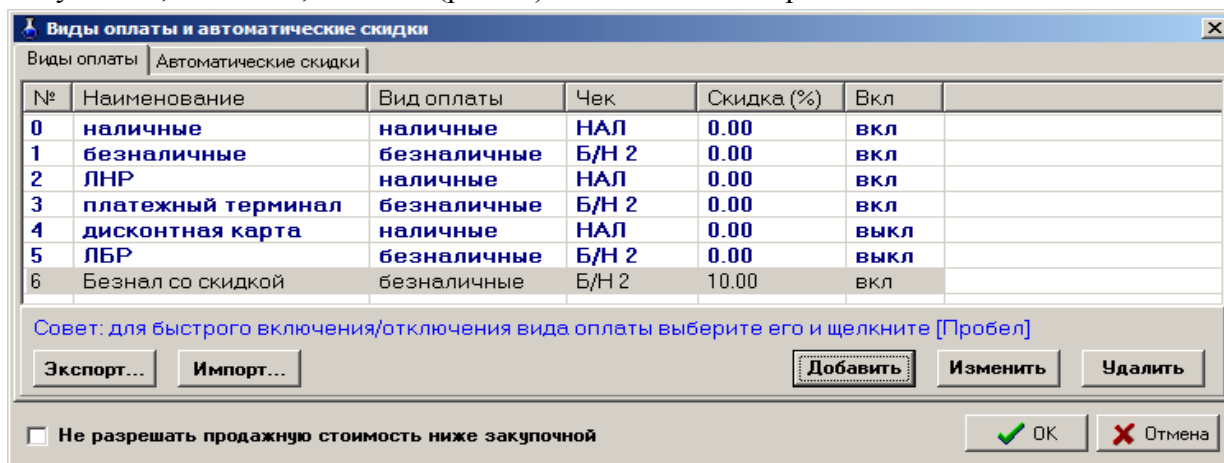 Виды оплаты и автоматические скидки
Виды оплаты Автоматические скидки
№ Наименование Вид оплаты Чек Скидка (%) Вкл
0 наличные наличные НАЛ 0.00 вкл
1 безналичные безналичные Б/Н 2 0.00 вкл
2 ЛНР наличные НАЛ 0.00 вкл
3 платежный терминал безналичные Б/Н 2 0.00 вкл
4 дисконтная карта наличные НАЛ 0.00 выкл
5 ЛБР безналичные Б/Н 2 0.00 выкл
6 Безнал со скидкой безналичные Б/Н 2 10.00 вкл
Совет: для быстрого включения/отключения вида оплаты выберите его и щелкните [Пробел]
Экспорт... Импорт... Добавить Изменить Удалить
Не разрешать продажную стоимость ниже закупочной OK Отмена